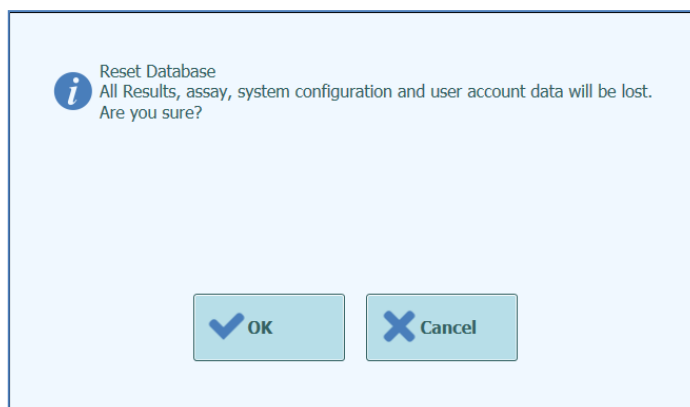 Reset Database
All Results, assay, system configuration and user account data will be lost.
Are you sure?
OK
Cancel